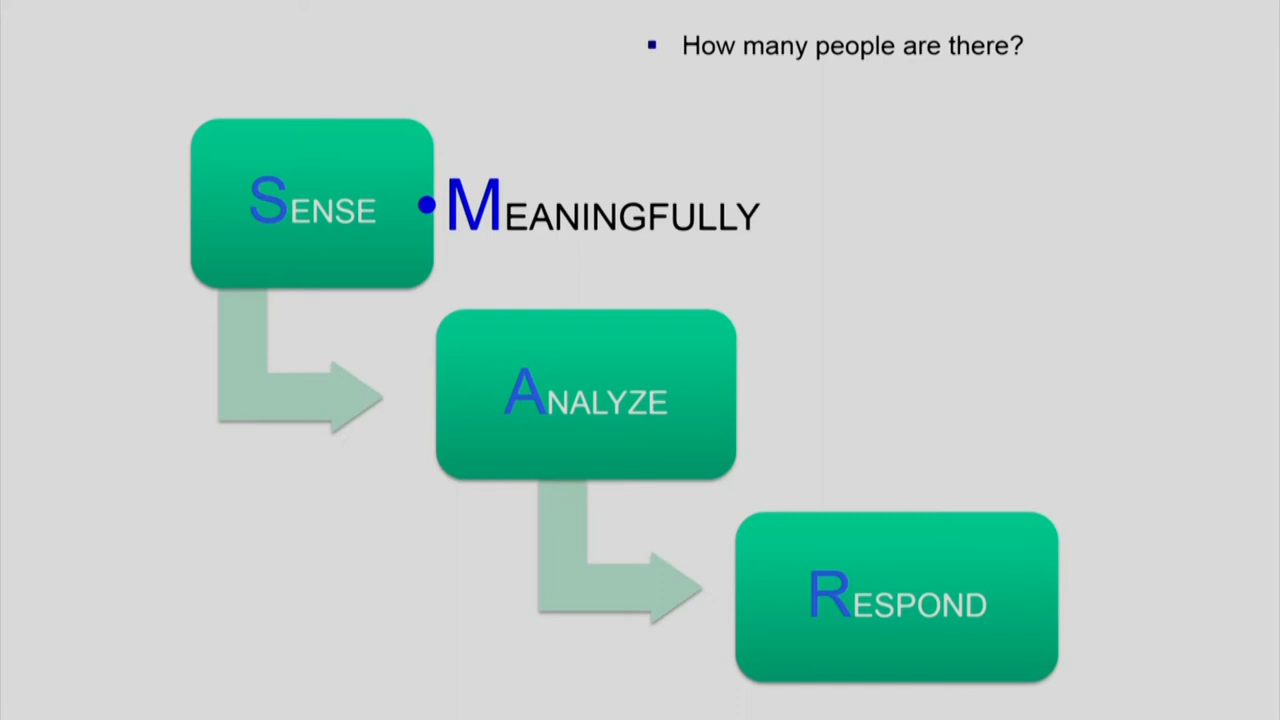 ▪ How many people are there?
SENSE
• MEANINGFULLY
ANALYZE
RESPOND